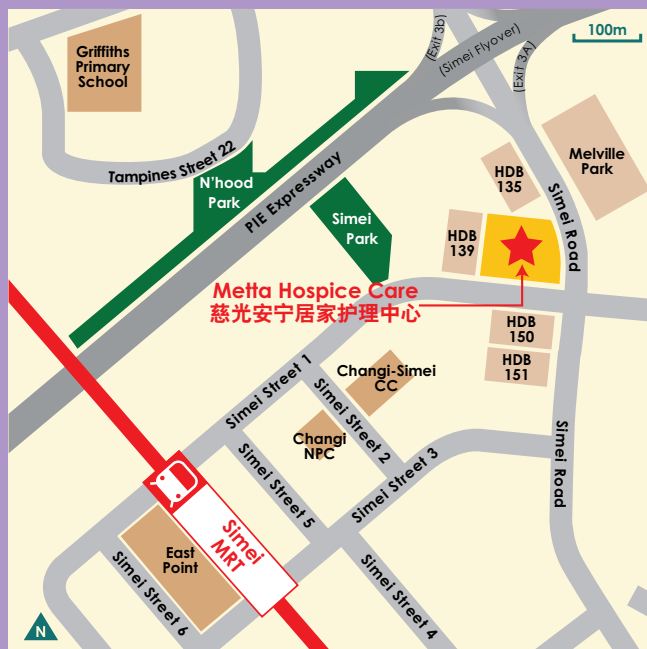 (Exit 3b)
(Simei Flyover)
100m
(Exit 3A)
Griffiths
Primary
School
Tampines Street 22
N'hood
Park
PIE Expressway
Simei
Park
HDB
135
Melville
Park
HDB
139
Simei Road
Metta Hospice Care
慈光安宁居家护理中心
HDB
150
HDB
151
Simei Street 1
Changi-Simei
CC
Simei Street 2
Changi
NPC
Simei Street 3
Simei Road
Simei Street 5
Simei
MRT
East
Point
Simei Street 6
Simei Street 4
N